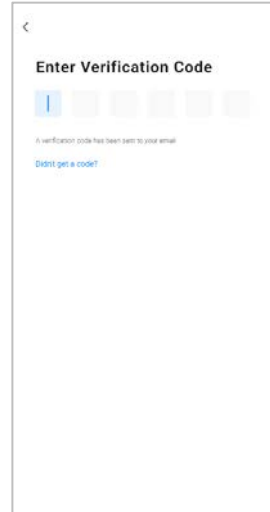 Enter Verification Code
A verification code has been sent to your email
Didn't get a code?